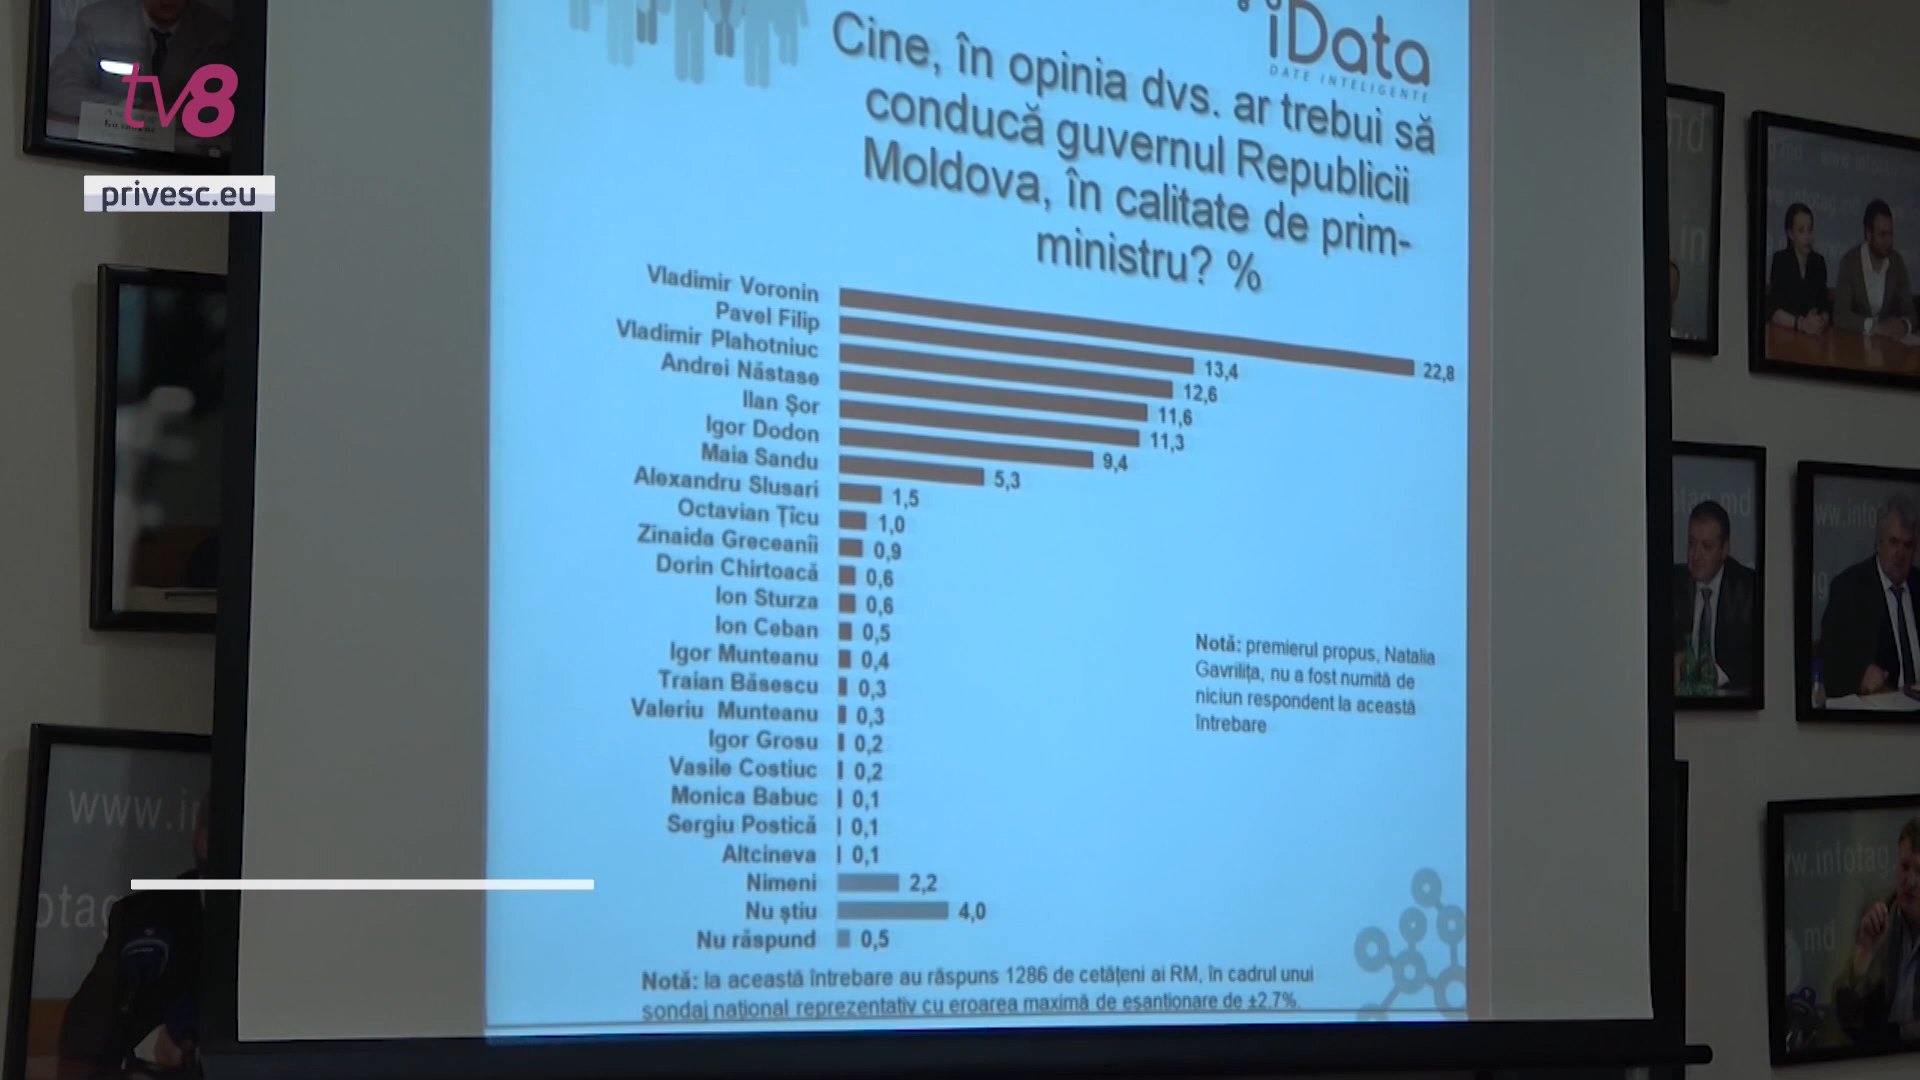 tv8
privesc.eu
iData
DATE INTELIGENTE
Cine, în opinia dvs. ar trebui să
conducă guvernul Republicii
Moldova, în calitate de prim-
ministru? %
Vladimir Voronin 22,8
Pavel Filip 13,4
Vladimir Plahotniuc 12,6
Andrei Năstase 11,6
Ilan Șor 11,3
Igor Dodon 9,4
Maia Sandu 5,3
Alexandru Slusari 1,5
Octavian Țîcu 1,0
Zinaida Greceanîi 0,9
Dorin Chirtoacă 0,6
Ion Sturza 0,6
Ion Ceban 0,5
Igor Munteanu 0,4
Traian Băsescu 0,3
Valeriu Munteanu 0,3
Igor Grosu 0,2
Vasile Costiuc 0,2
Monica Babuc 0,1
Sergiu Postică 0,1
Altcineva 0,1
Nimeni 2,2
Nu știu 4,0
Nu răspund 0,5
Notă: premierul propus, Natalia
Gavrilița, nu a fost numită de
niciun respondent la această
întrebare
Notă: la această întrebare au răspuns 1286 de cetățeni ai RM, în cadrul unui
sondaj național reprezentativ cu eroarea maximă de eșantionare de ±2,7%.